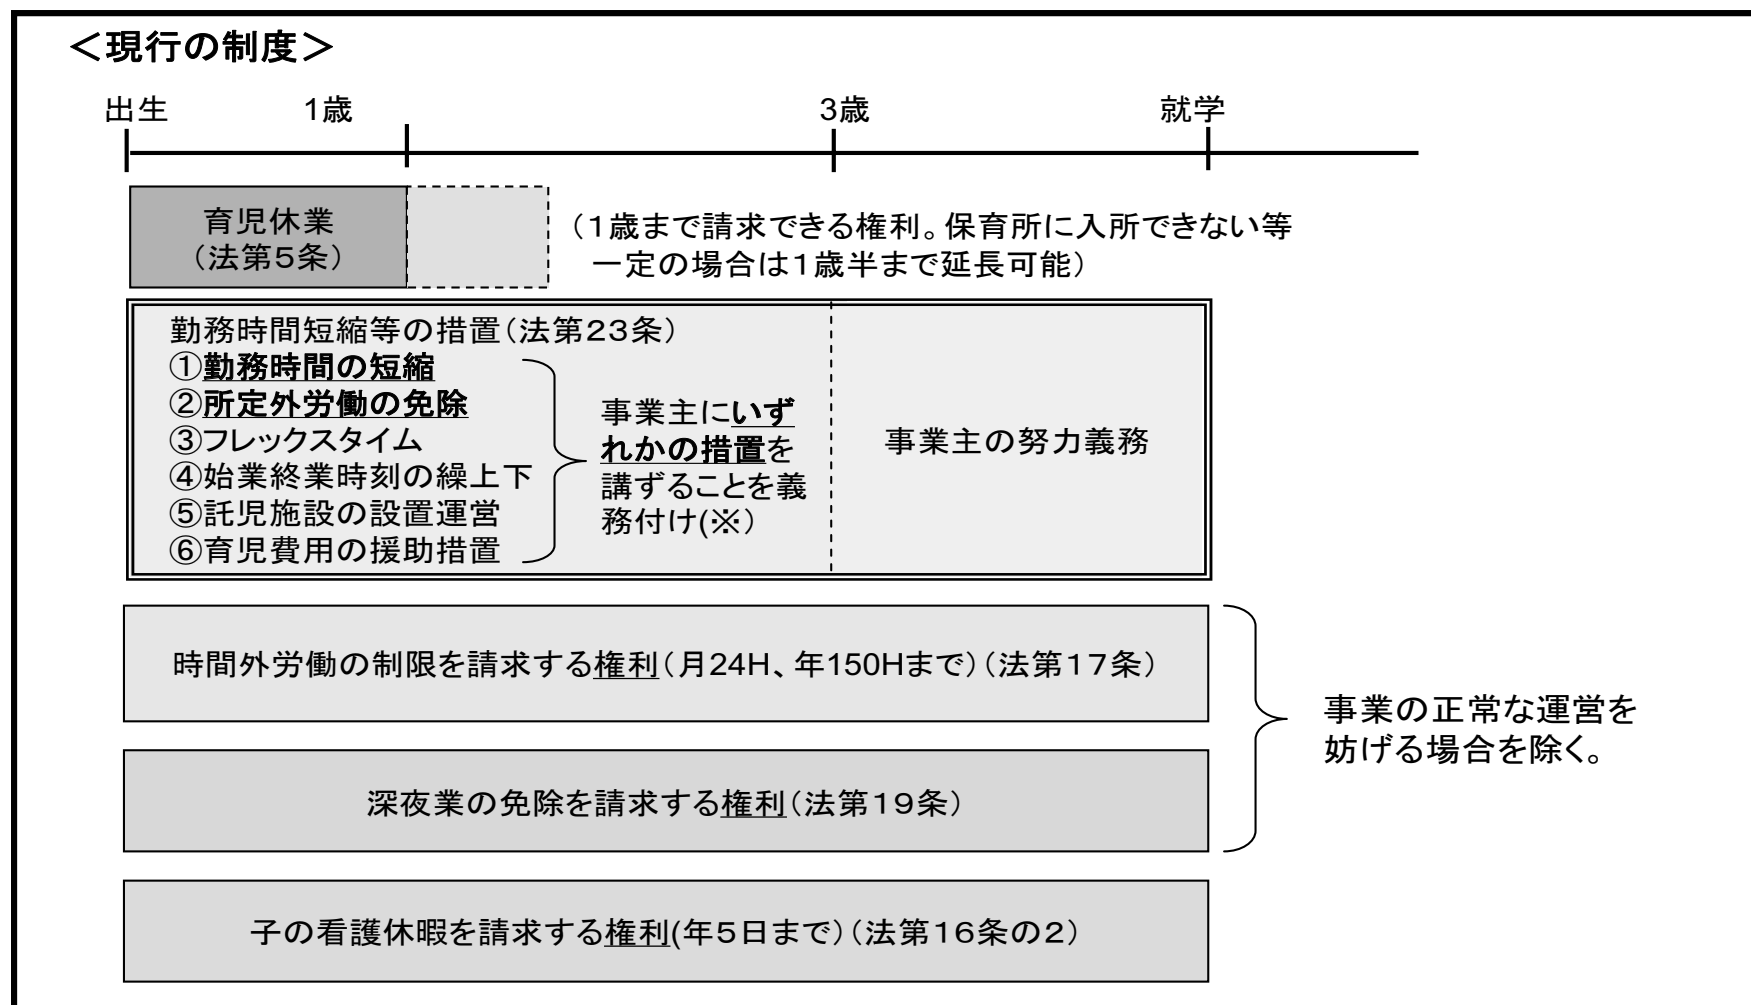 ＜現行の制度＞
出生 1歳 3歳 就学
育児休業
（法第５条）
（１歳まで請求できる権利。保育所に入所できない等
一定の場合は１歳半まで延長可能）
勤務時間短縮等の措置（法第２３条）
①勤務時間の短縮
②所定外労働の免除
③フレックスタイム
④始業終業時刻の繰上下
⑤託児施設の設置運営
⑥育児費用の援助措置
事業主にいず
れかの措置を
講ずることを義
務付け(※）
事業主の努力義務
時間外労働の制限を請求する権利（月24H、年150Hまで）（法第１７条）
深夜業の免除を請求する権利（法第１９条）
事業の正常な運営を
妨げる場合を除く。
子の看護休暇を請求する権利(年５日まで）（法第１６条の２）